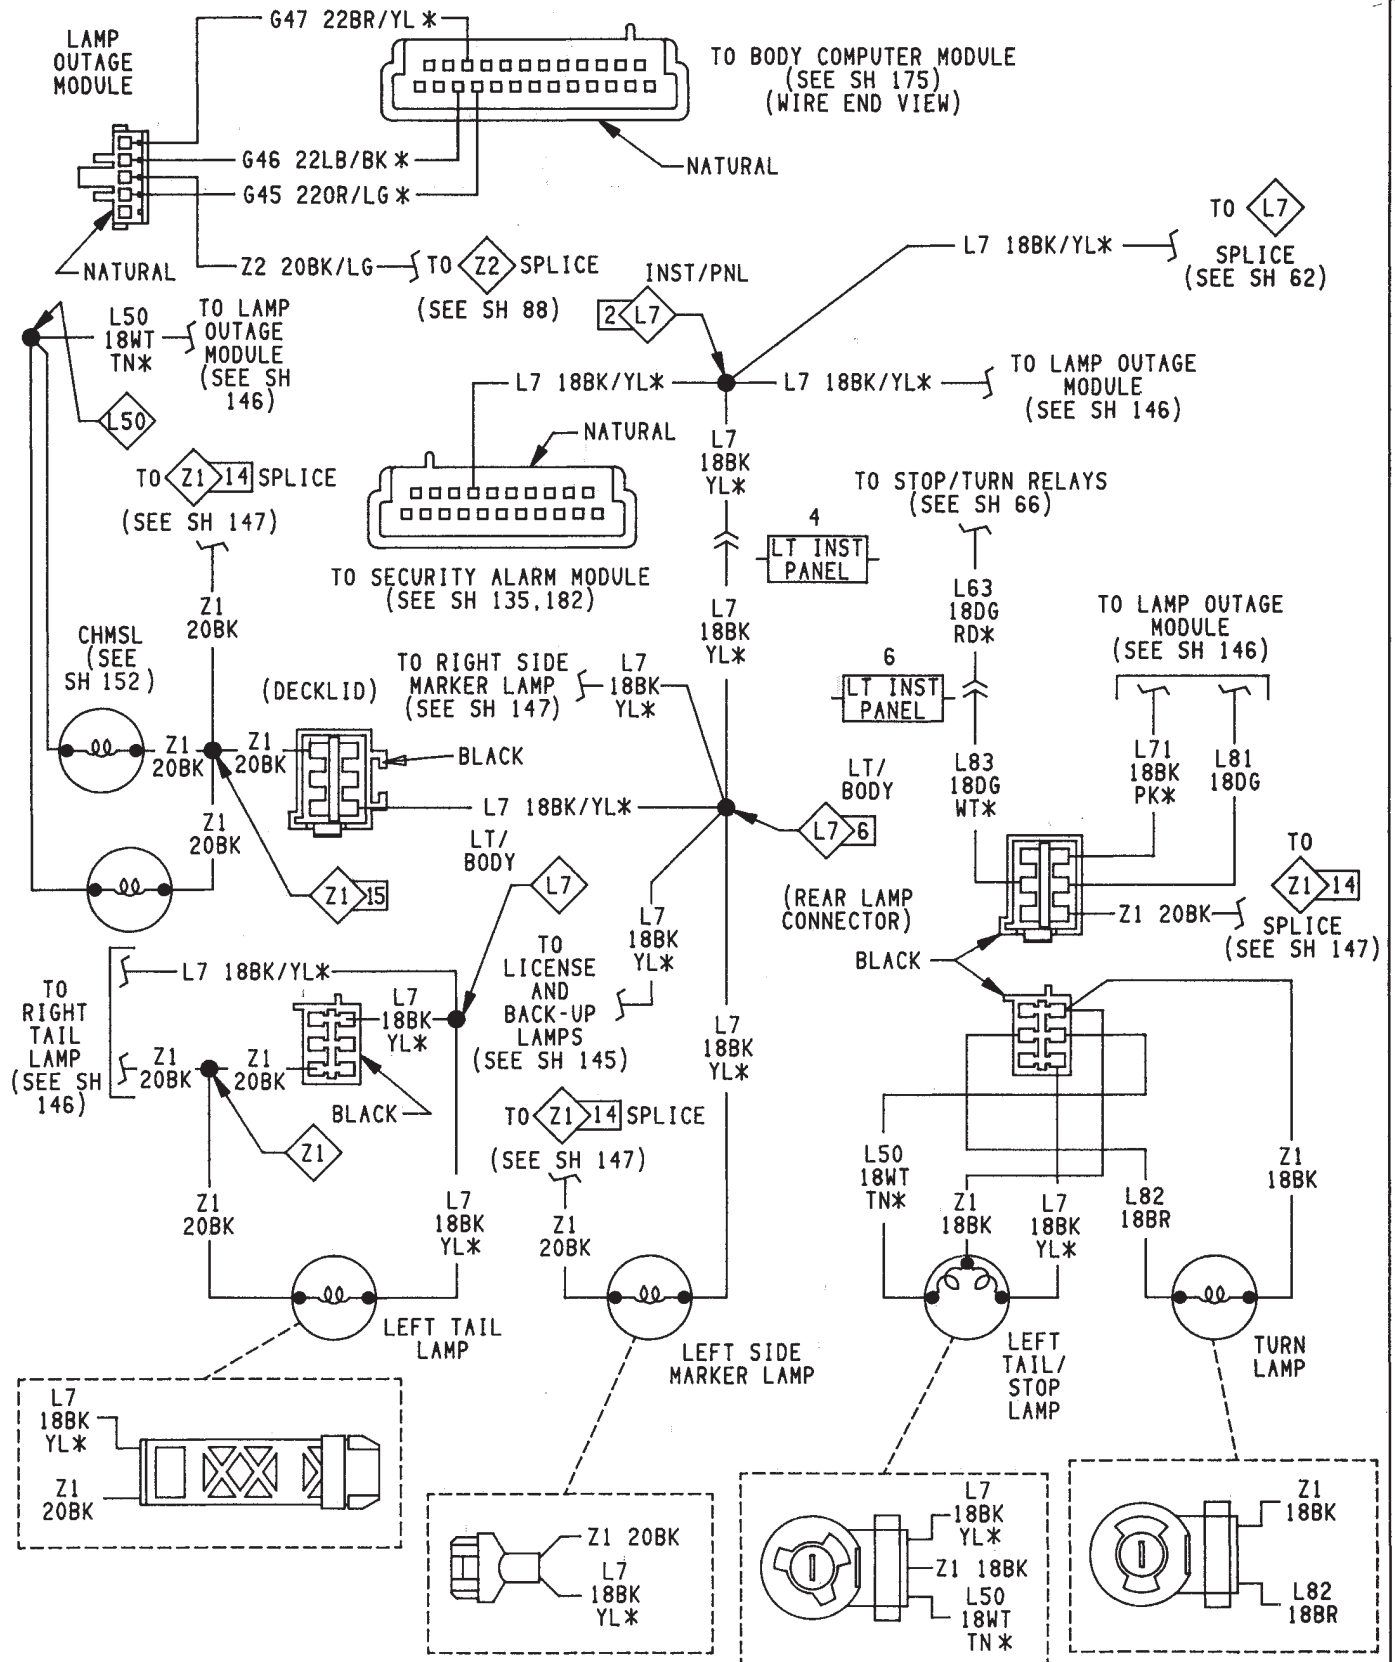 G47 22BR/YL *
LAMP
OUTAGE
MODULE
TO BODY COMPUTER MODULE
(SEE SH 175)
(WIRE END VIEW)
G46 22LB/BK *
NATURAL
G45 22OR/LG *
TO L7
SPLICE
(SEE SH 62)
L7 18BK/YL*
NATURAL
Z2 20BK/LG
TO Z2 SPLICE
(SEE SH 88)
INST/PNL
2 L7
L50
18WT
TN*
TO LAMP
OUTAGE
MODULE
(SEE SH
146)
L50
L7 18BK/YL*
L7 18BK/YL*
TO LAMP OUTAGE
MODULE
(SEE SH 146)
NATURAL
L7
18BK
YL*
TO Z1 14 SPLICE
(SEE SH 147)
TO STOP/TURN RELAYS
(SEE SH 66)
4
LT INST
PANEL
TO SECURITY ALARM MODULE
(SEE SH 135,182)
Z1
20BK
L7
18BK
YL*
L63
18DG
RD*
TO LAMP OUTAGE
MODULE
(SEE SH 146)
CHMSL
(SEE
SH 152)
(DECKLID)
TO RIGHT SIDE
MARKER LAMP
(SEE SH 147)
L7
18BK
YL*
6
LT INST
PANEL
Z1
20BK
Z1
20BK
BLACK
LT/
BODY
L83
18DG
WT*
L71
18BK
PK*
L81
18DG
L7 18BK/YL*
L7 6
Z1
20BK
LT/
BODY
L7
Z1 15
TO
Z1 14
SPLICE
(SEE SH 147)
(REAR LAMP
CONNECTOR)
Z1 20BK
BLACK
L7
18BK
YL*
TO
LICENSE
AND
BACK-UP
LAMPS
(SEE SH 145)
L7 18BK/YL*
TO
RIGHT
TAIL
LAMP
(SEE SH
146)
L7
18BK
YL*
L7
18BK
YL*
Z1
20BK
Z1
20BK
BLACK
Z1
TO Z1 14 SPLICE
(SEE SH 147)
L50
18WT
TN*
Z1
18BK
L7
18BK
YL*
L82
18BR
Z1
18BK
Z1
20BK
L7
18BK
YL*
Z1
20BK
LEFT TAIL
LAMP
LEFT SIDE
MARKER LAMP
LEFT
TAIL/
STOP
LAMP
TURN
LAMP
L7
18BK
YL*
Z1
20BK
Z1 20BK
L7
18BK
YL*
L7
18BK
YL*
Z1 18BK
L50
18WT
TN*
Z1
18BK
L82
18BR